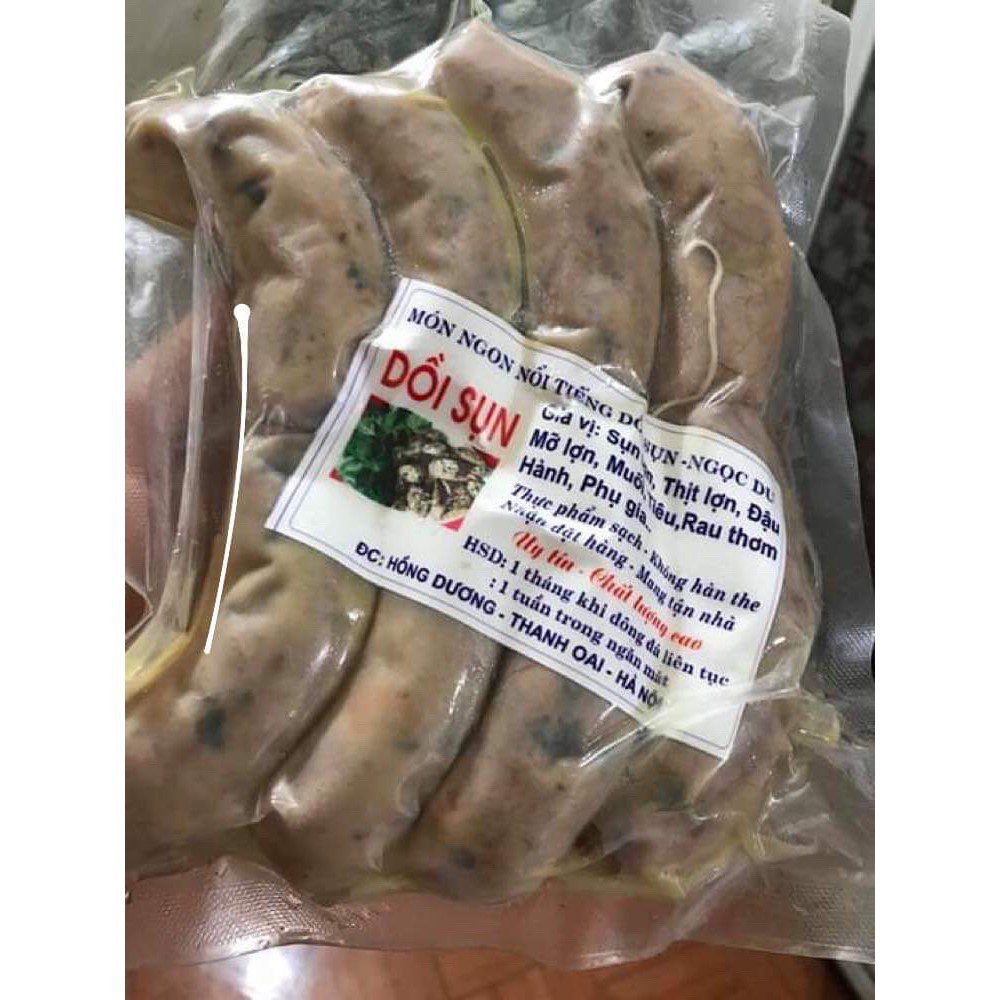 MÓN NGON NỔI TIẾNG DỒI SỤN -NGỌC DU
DỒI SỤN
Gia vị: Sụn Thịt lợn, Đậu
Mỡ lợn, Muối, Tiêu,Rau thơm
Hành, Phụ gia.
Thực phẩm sạch - Không hàn the
Nhận đặt hàng - Mang tận nhà
Uy tín - Chất lượng cao
HSD: 1 tháng khi đông đá liên tục
: 1 tuần trong ngăn mát
ĐC: HỒNG DƯƠNG - THANH OAI - HÀ NỘI